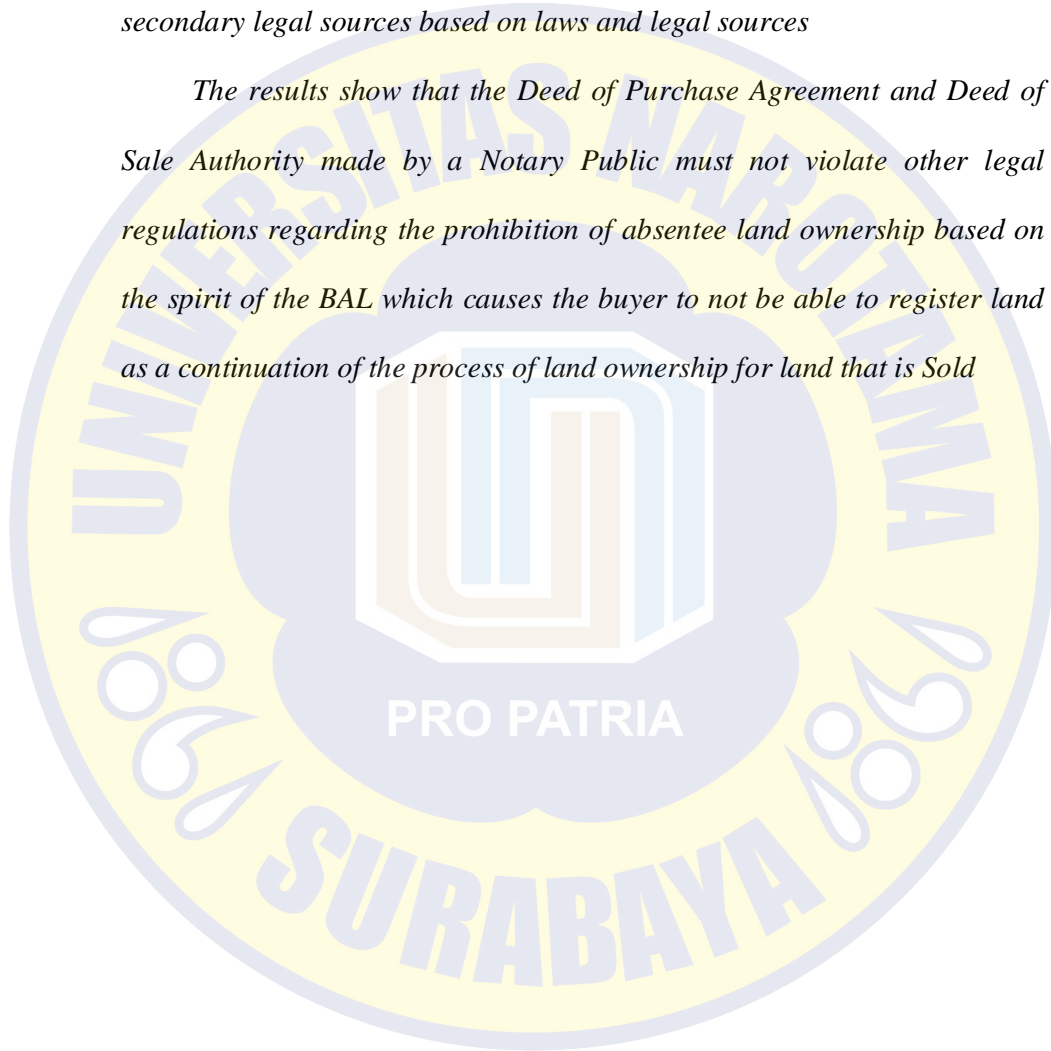 secondary legal sources based on laws and legal sources
The results show that the Deed of Purchase Agreement and Deed of
Sale Authority made by a Notary Public must not violate other legal
regulations regarding the prohibition of absentee land ownership based on
the spirit of the BAL which causes the buyer to not be able to register land
as a continuation of the process of land ownership for land that is Sold
UNIVERSITAS NAROTAMA
PRO PATRIA
SURABAYA